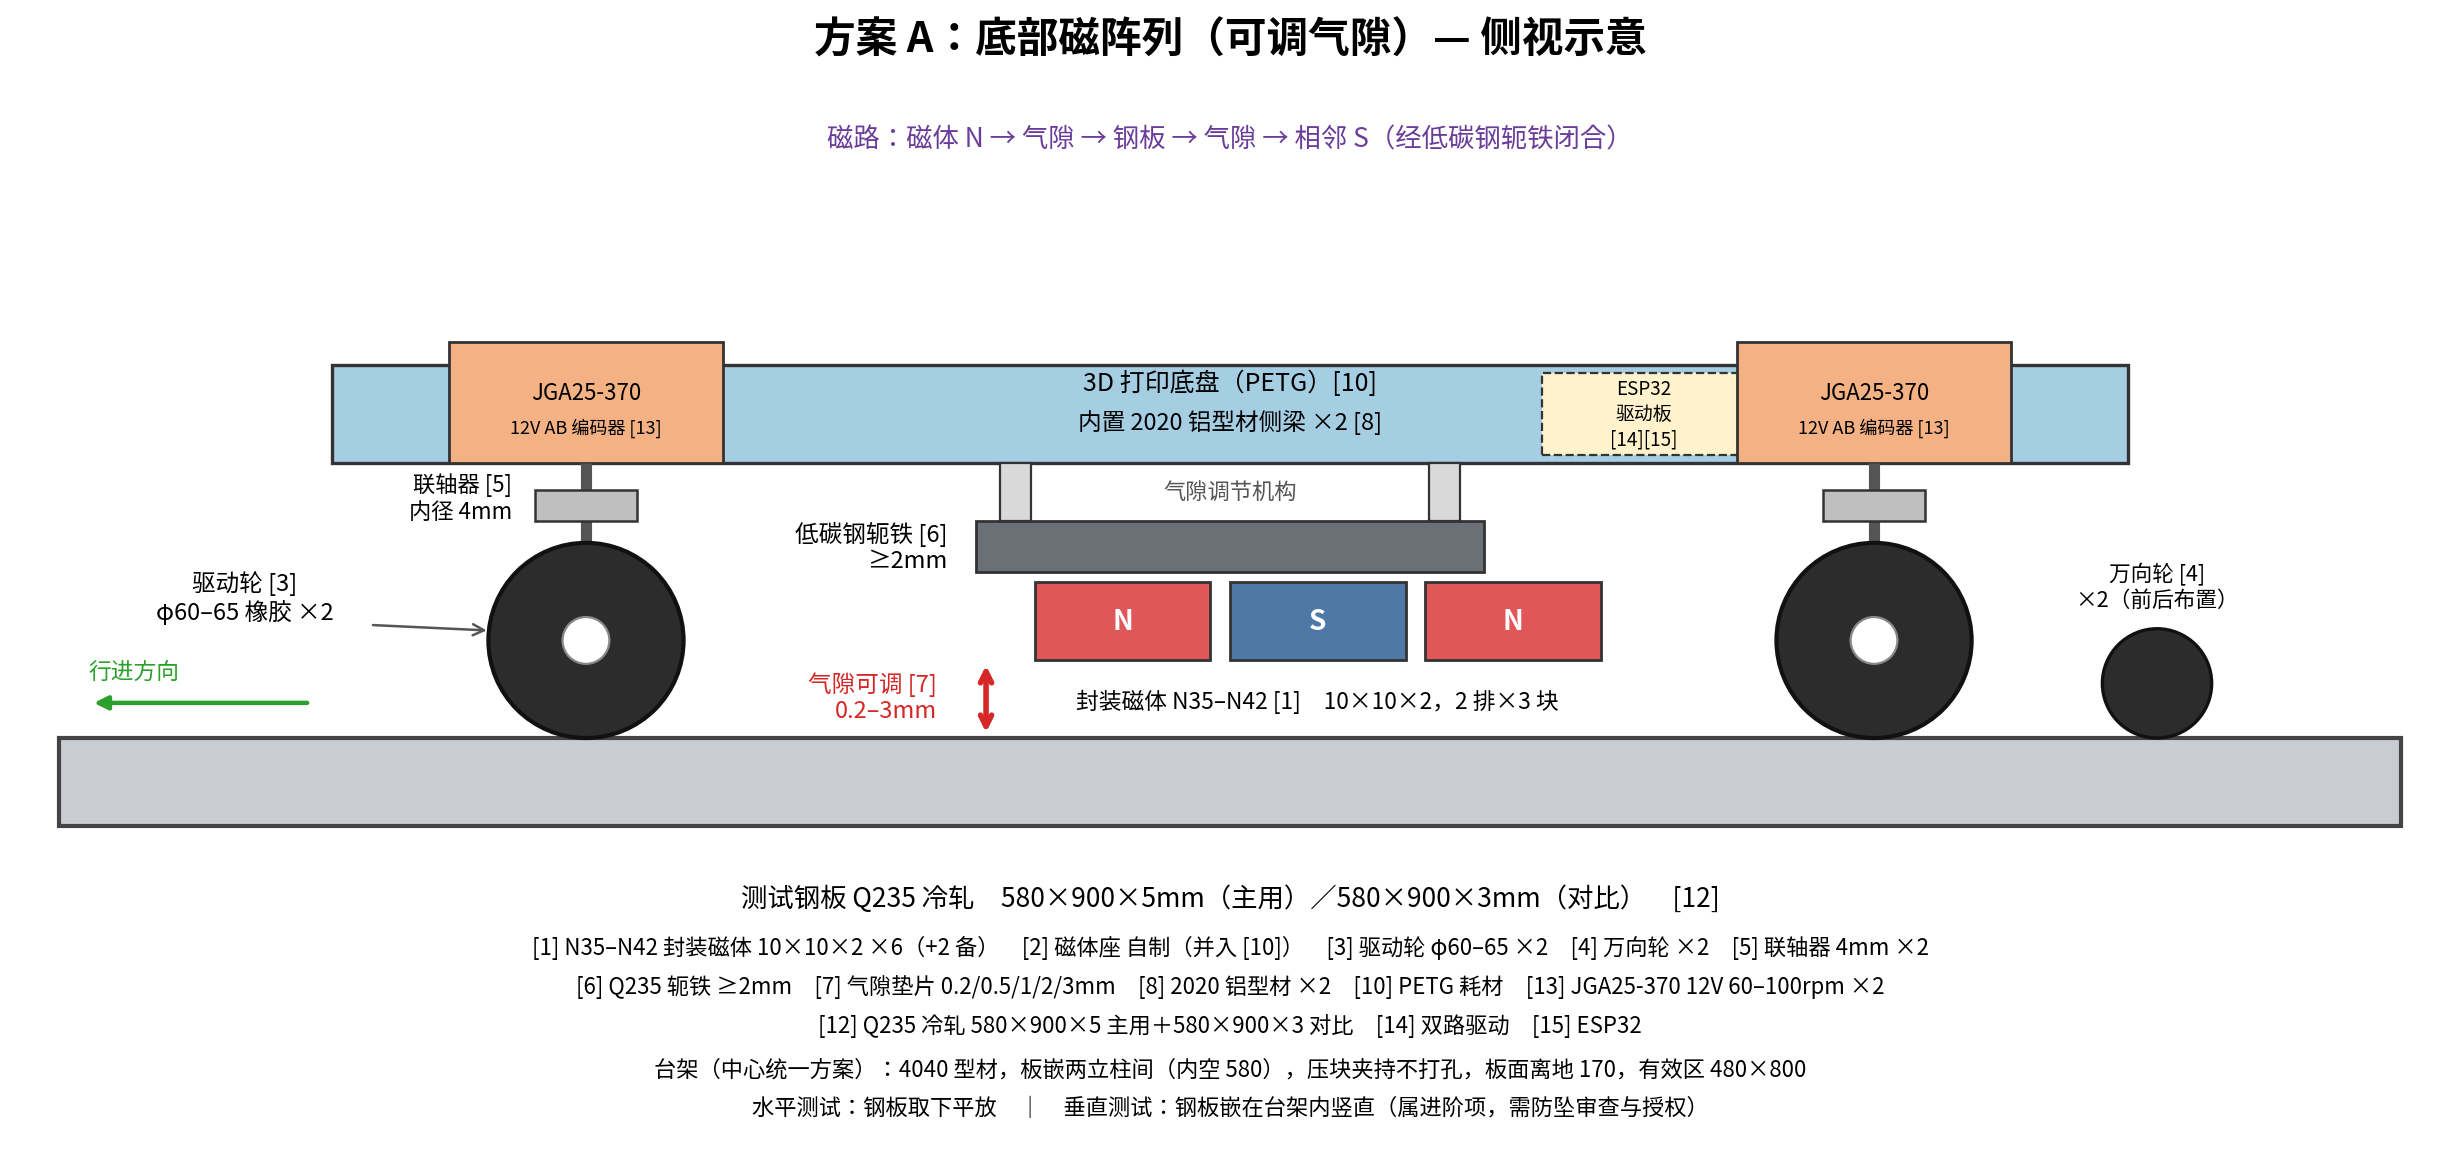 方案 A：底部磁阵列（可调气隙）— 侧视示意
磁路：磁体 N → 气隙 → 钢板 → 气隙 → 相邻 S（经低碳钢轭铁闭合）
JGA25-370
12V AB 编码器 [13]
3D 打印底盘（PETG）[10]
内置 2020 铝型材侧梁 ×2 [8]
ESP32
驱动板
[14][15]
JGA25-370
12V AB 编码器 [13]
联轴器 [5]
内径 4mm
气隙调节机构
低碳钢轭铁 [6]
≥2mm
驱动轮 [3]
φ60–65 橡胶 ×2
万向轮 [4]
×2（前后布置）
N
S
N
行进方向
气隙可调 [7]
0.2–3mm
封装磁体 N35–N42 [1] 10×10×2，2 排×3 块
测试钢板 Q235 冷轧 580×900×5mm（主用）／580×900×3mm（对比） [12]
[1] N35–N42 封装磁体 10×10×2 ×6（+2 备） [2] 磁体座 自制（并入 [10]） [3] 驱动轮 φ60–65 ×2 [4] 万向轮 ×2 [5] 联轴器 4mm ×2
[6] Q235 轭铁 ≥2mm [7] 气隙垫片 0.2/0.5/1/2/3mm [8] 2020 铝型材 ×2 [10] PETG 耗材 [13] JGA25-370 12V 60–100rpm ×2
[12] Q235 冷轧 580×900×5 主用＋580×900×3 对比 [14] 双路驱动 [15] ESP32
台架（中心统一方案）：4040 型材，板嵌两立柱间（内空 580），压块夹持不打孔，板面离地 170，有效区 480×800
水平测试：钢板取下平放 ｜ 垂直测试：钢板嵌在台架内竖直（属进阶项，需防坠审查与授权）